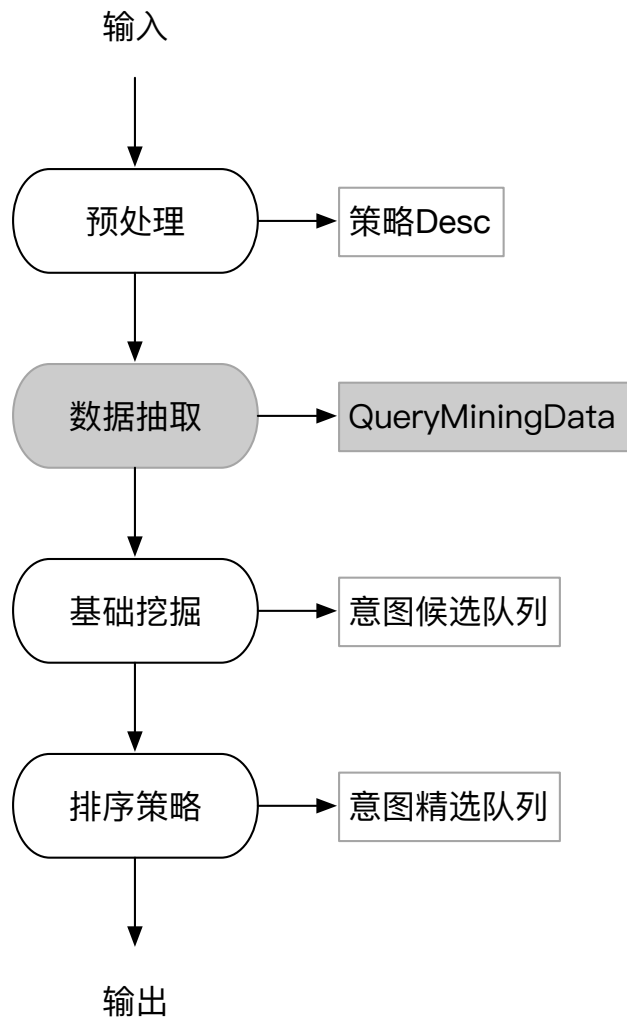 输入
预处理
策略Desc
数据抽取
QueryMiningData
基础挖掘
意图候选队列
排序策略
意图精选队列
输出